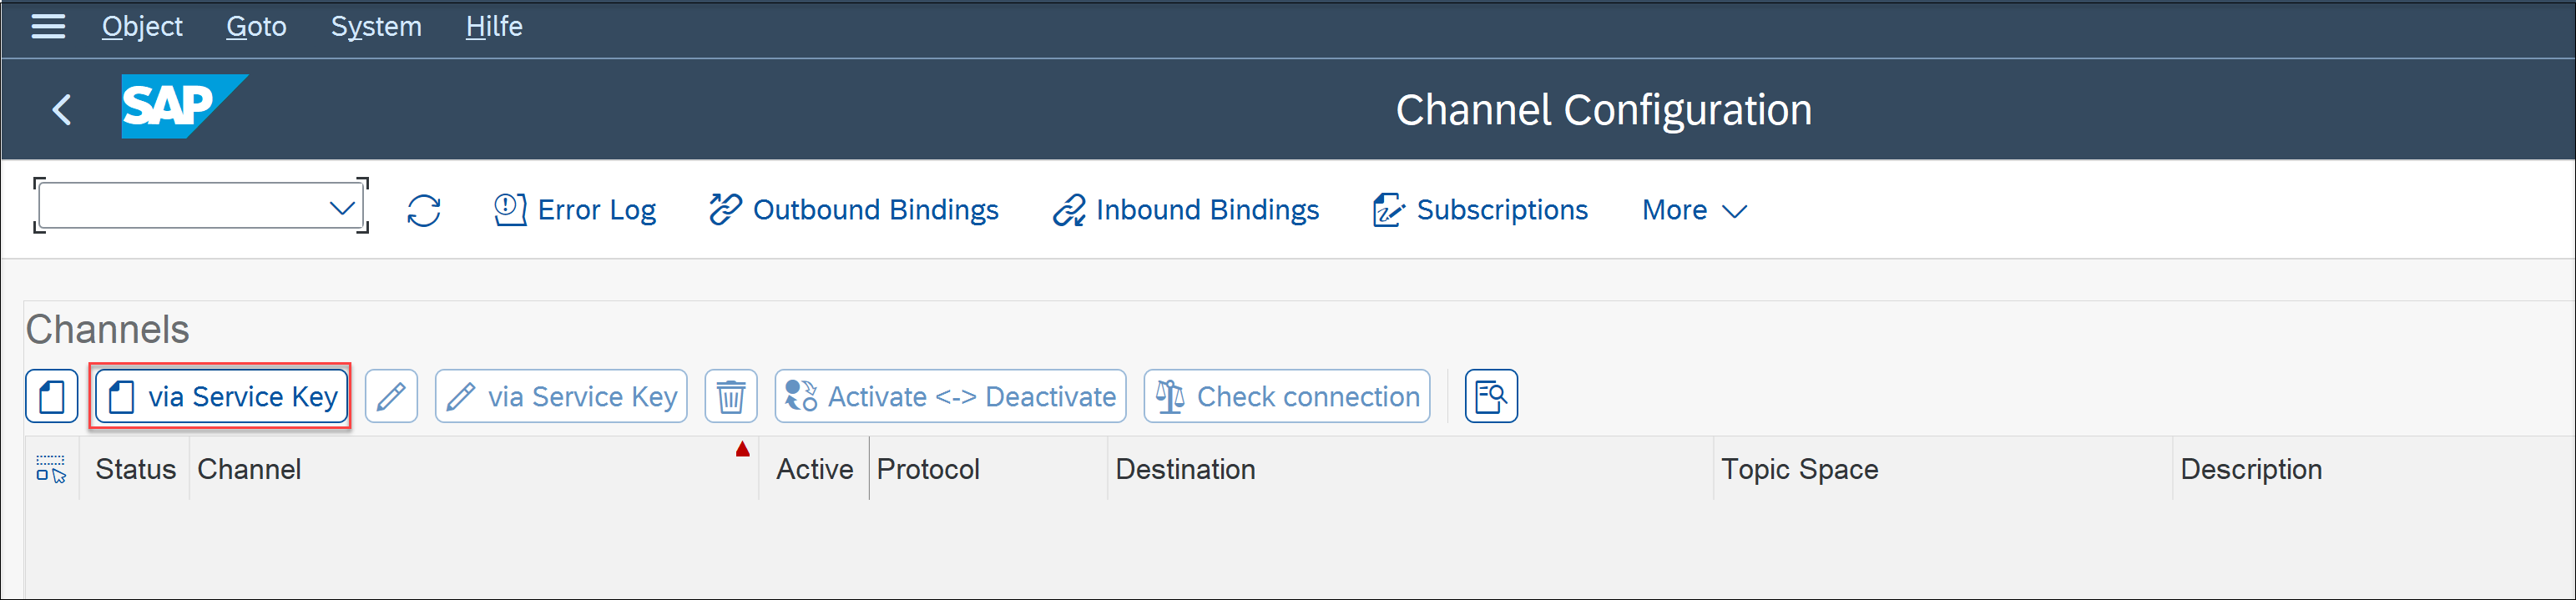 Object Goto System Hilfe
SAP Channel Configuration
Error Log Outbound Bindings Inbound Bindings Subscriptions More
Channels
via Service Key via Service Key Activate <-> Deactivate Check connection
Status Channel Active Protocol Destination Topic Space Description